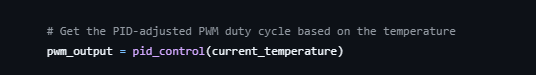 # Get the PID-adjusted PWM duty cycle based on the temperature
pwm_output = pid_control(current_temperature)